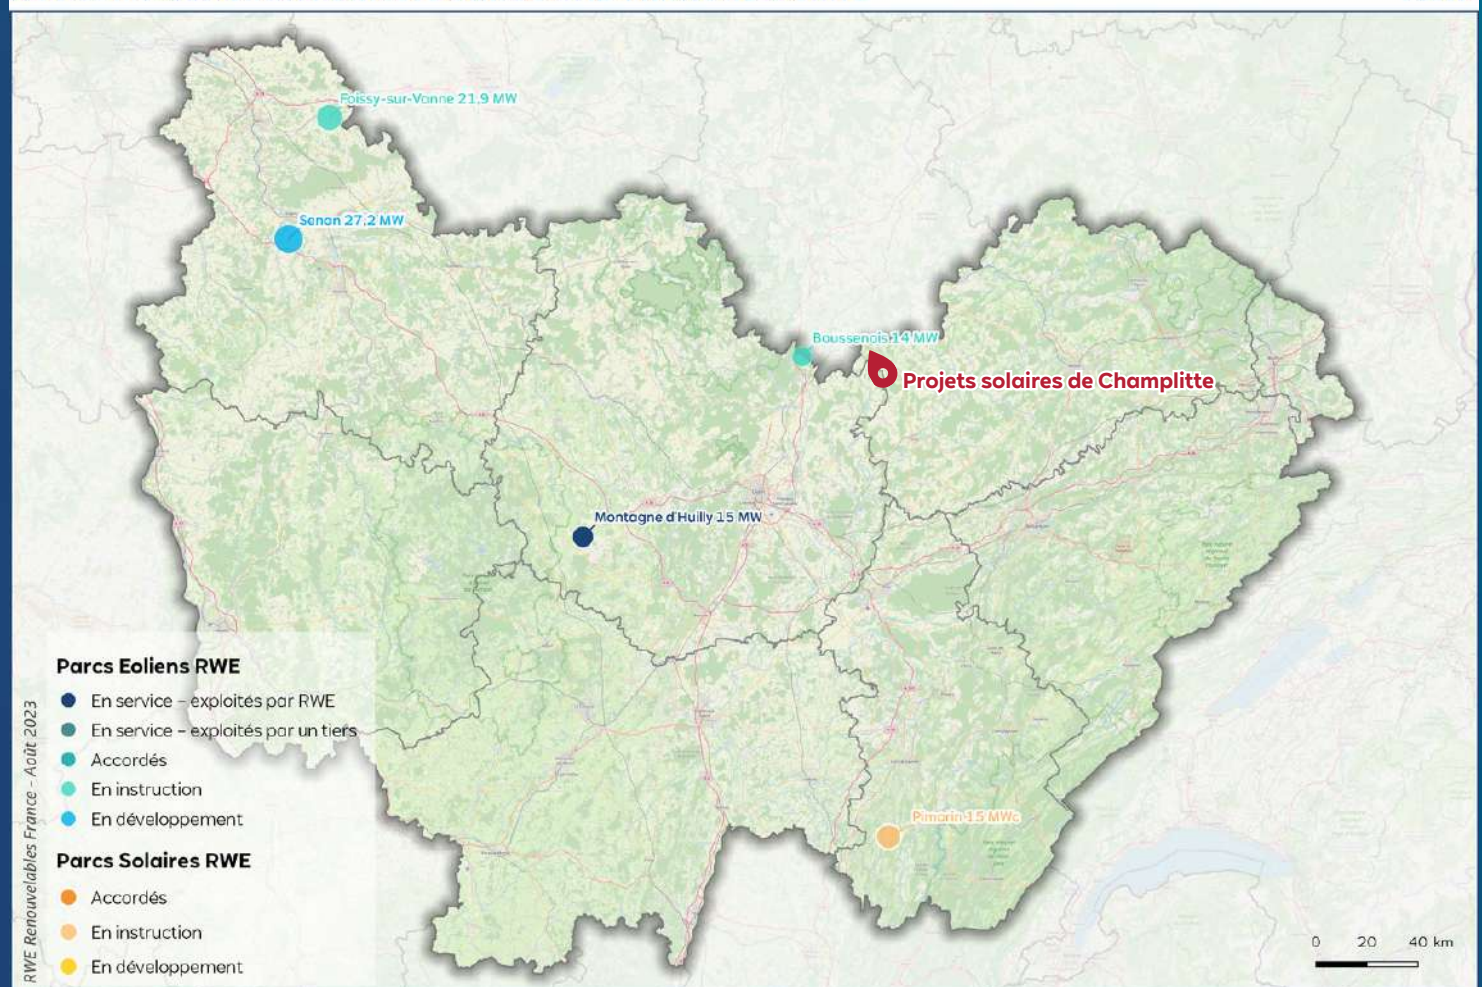 Foissy-sur-Vanne 21,9 MW
Senan 27,2 MW
Boussenois 14 MW
Projets solaires de Champlitte
Montagne d'Huilly 15 MW
Dijon
Pimorin 15 MWc
Parcs Eoliens RWE
En service – exploités par RWE
En service – exploités par un tiers
Accordés
En instruction
En développement
Parcs Solaires RWE
Accordés
En instruction
En développement
RWE Renouvelables France - Août 2023
0 20 40 km